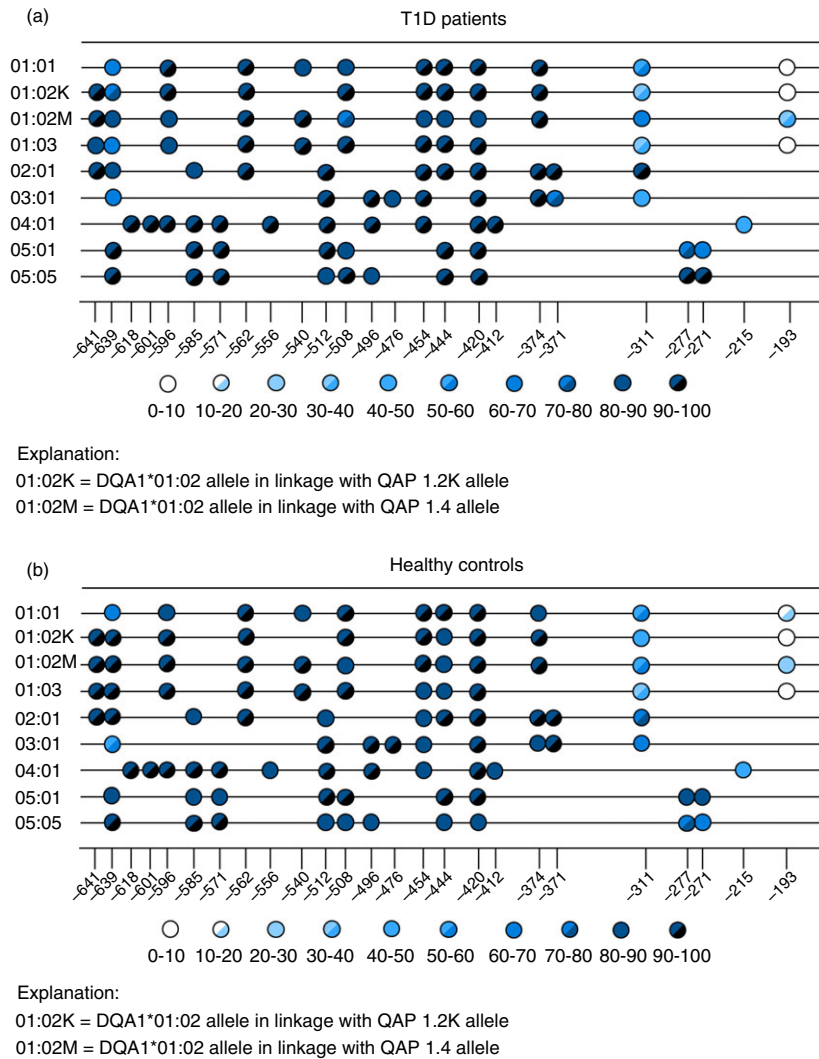 (a)
T1D patients
01:01
01:02K
01:02M
01:03
02:01
03:01
04:01
05:01
05:05
−641 −639 −618 −601 −596 −585 −571 −562 −556 −540 −512 −508 −496 −476 −454 −444 −420 −412 −374 −371 −311 −277 −271 −215 −193
0-10 10-20 20-30 30-40 40-50 50-60 60-70 70-80 80-90 90-100
Explanation:
01:02K = DQA1*01:02 allele in linkage with QAP 1.2K allele
01:02M = DQA1*01:02 allele in linkage with QAP 1.4 allele
(b)
Healthy controls
01:01
01:02K
01:02M
01:03
02:01
03:01
04:01
05:01
05:05
−641 −639 −618 −601 −596 −585 −571 −562 −556 −540 −512 −508 −496 −476 −454 −444 −420 −412 −374 −371 −311 −277 −271 −215 −193
0-10 10-20 20-30 30-40 40-50 50-60 60-70 70-80 80-90 90-100
Explanation:
01:02K = DQA1*01:02 allele in linkage with QAP 1.2K allele
01:02M = DQA1*01:02 allele in linkage with QAP 1.4 allele